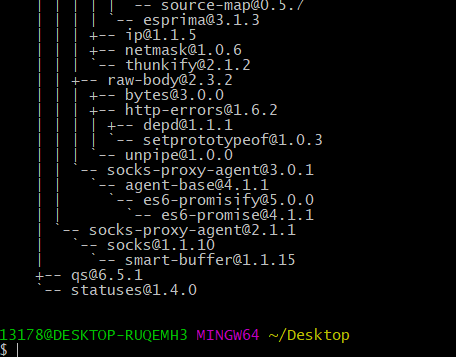 | | | | | | `-- source-map@0.5.7
| | | | | `-- esprima@3.1.3
| | | +-- ip@1.1.5
| | | +-- netmask@1.0.6
| | | `-- thunkify@2.1.2
| | +-- raw-body@2.3.2
| | | +-- bytes@3.0.0
| | | +-- http-errors@1.6.2
| | | | +-- depd@1.1.1
| | | | `-- setprototypeof@1.0.3
| | | `-- unpipe@1.0.0
| | `-- socks-proxy-agent@3.0.1
| |   `-- agent-base@4.1.1
| |     `-- es6-promisify@5.0.0
| |       `-- es6-promise@4.1.1
| `-- socks-proxy-agent@2.1.1
|   `-- socks@1.1.10
|     `-- smart-buffer@1.1.15
+-- qs@6.5.1
`-- statuses@1.4.0
13178@DESKTOP-RUQEMH3 MINGW64 ~/Desktop
$